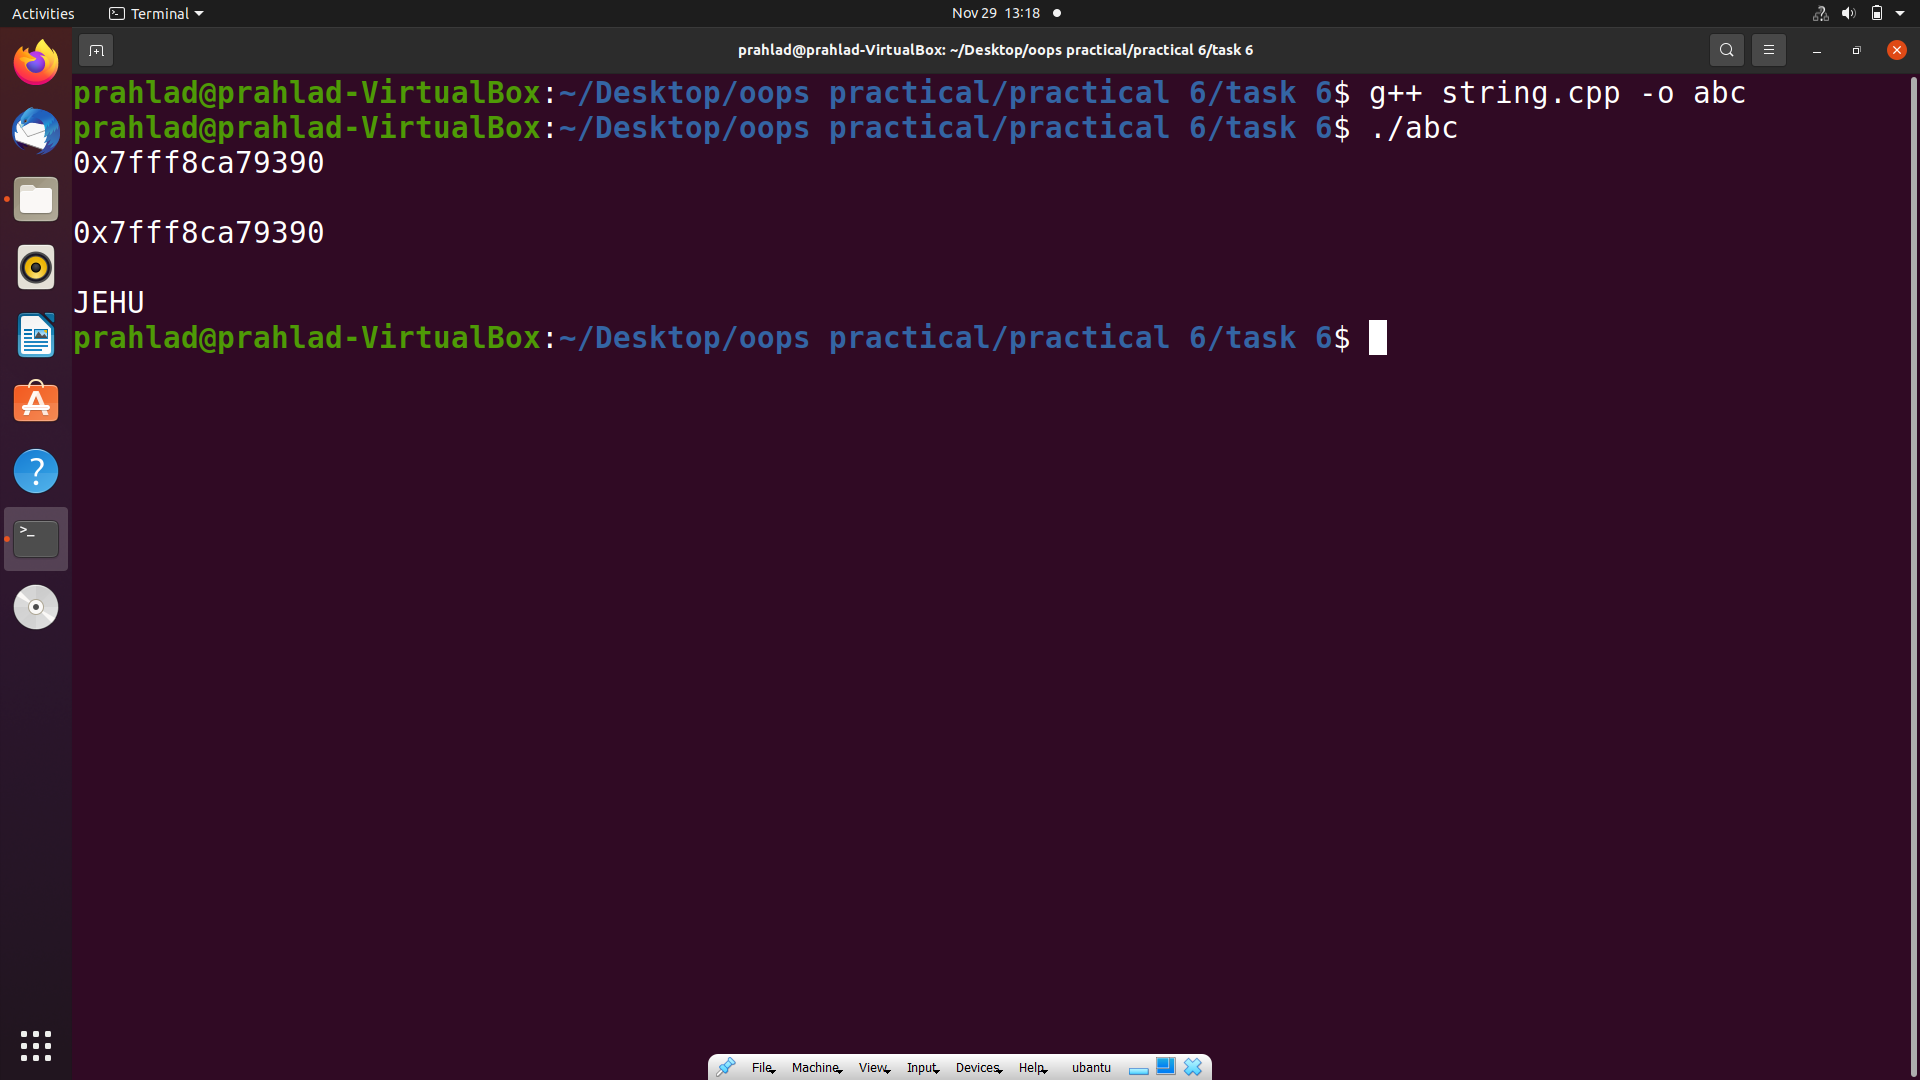 Activities Terminal Nov 29 13:18
prahlad@prahlad-VirtualBox: ~/Desktop/oops practical/practical 6/task 6
prahlad@prahlad-VirtualBox:~/Desktop/oops practical/practical 6/task 6$ g++ string.cpp -o abc
prahlad@prahlad-VirtualBox:~/Desktop/oops practical/practical 6/task 6$ ./abc
0x7fff8ca79390
0x7fff8ca79390
JEHU
prahlad@prahlad-VirtualBox:~/Desktop/oops practical/practical 6/task 6$
File Machine View Input Devices Help ubantu